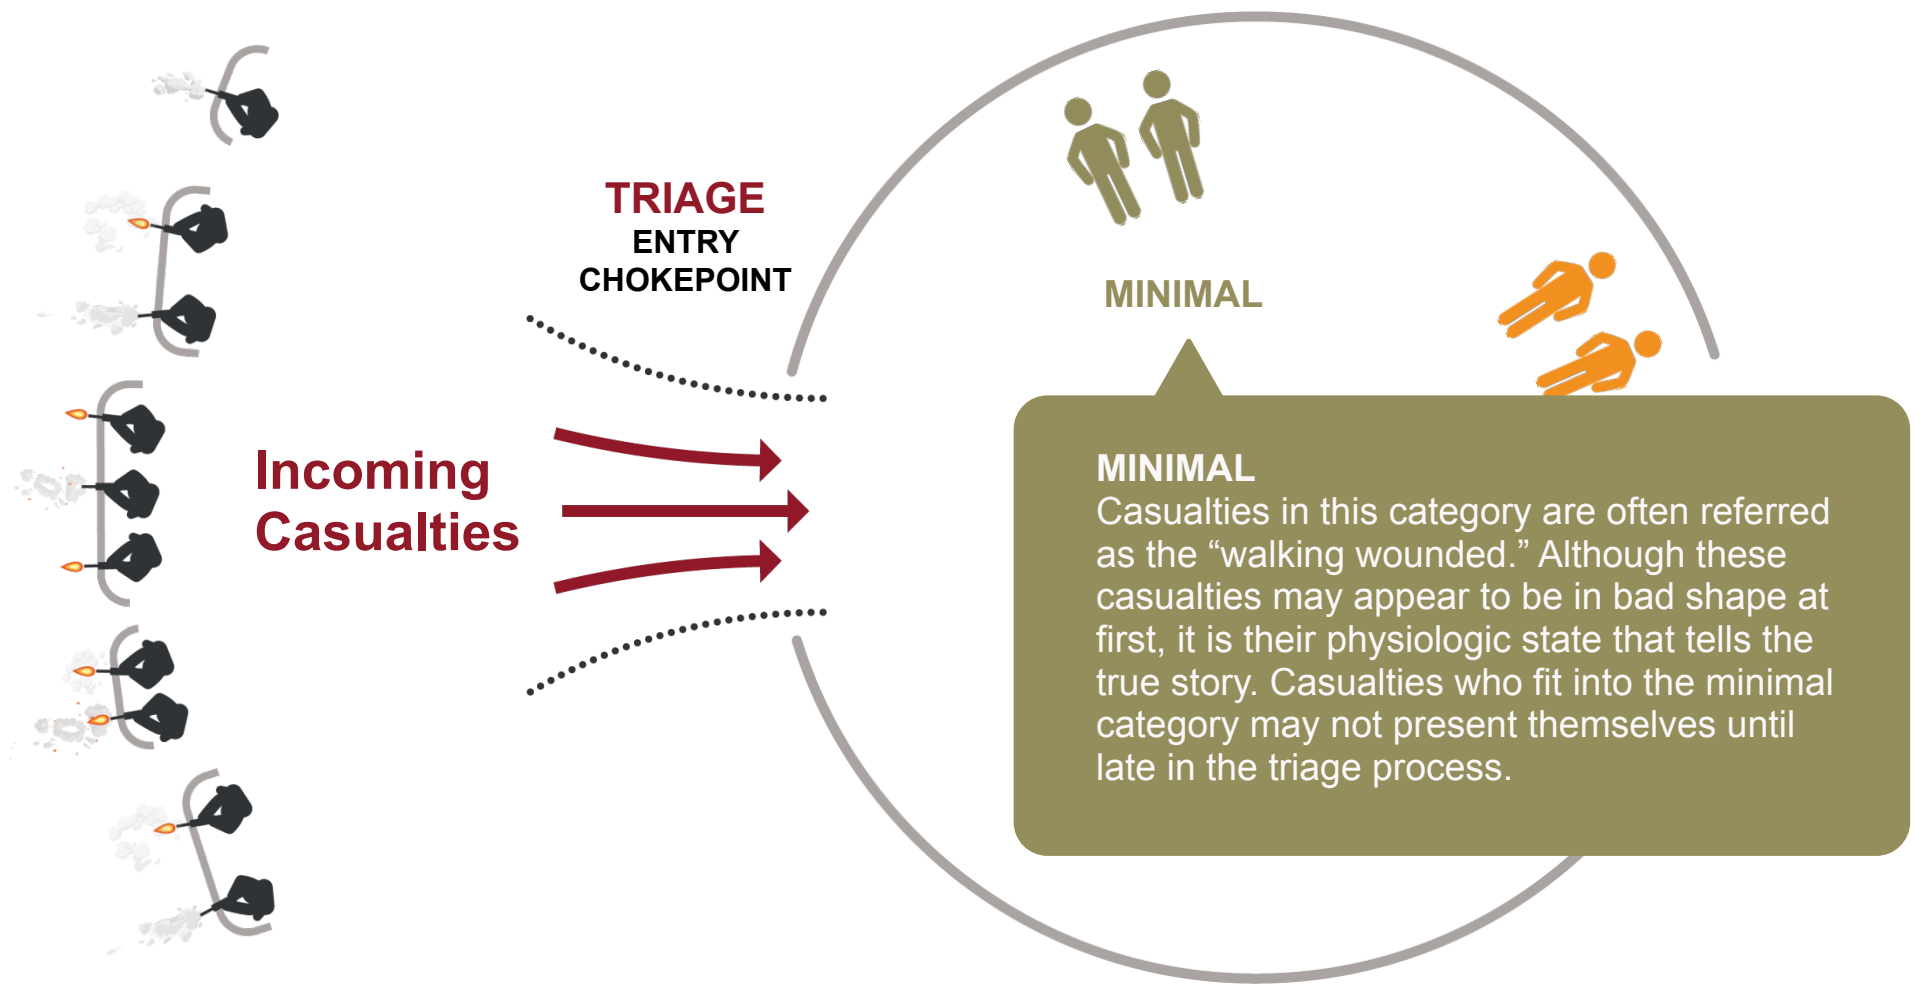 TRIAGE
ENTRY
CHOKEPOINT
Incoming
Casualties
MINIMAL
MINIMAL
Casualties in this category are often referred
as the “walking wounded.” Although these
casualties may appear to be in bad shape at
first, it is their physiologic state that tells the
true story. Casualties who fit into the minimal
category may not present themselves until
late in the triage process.